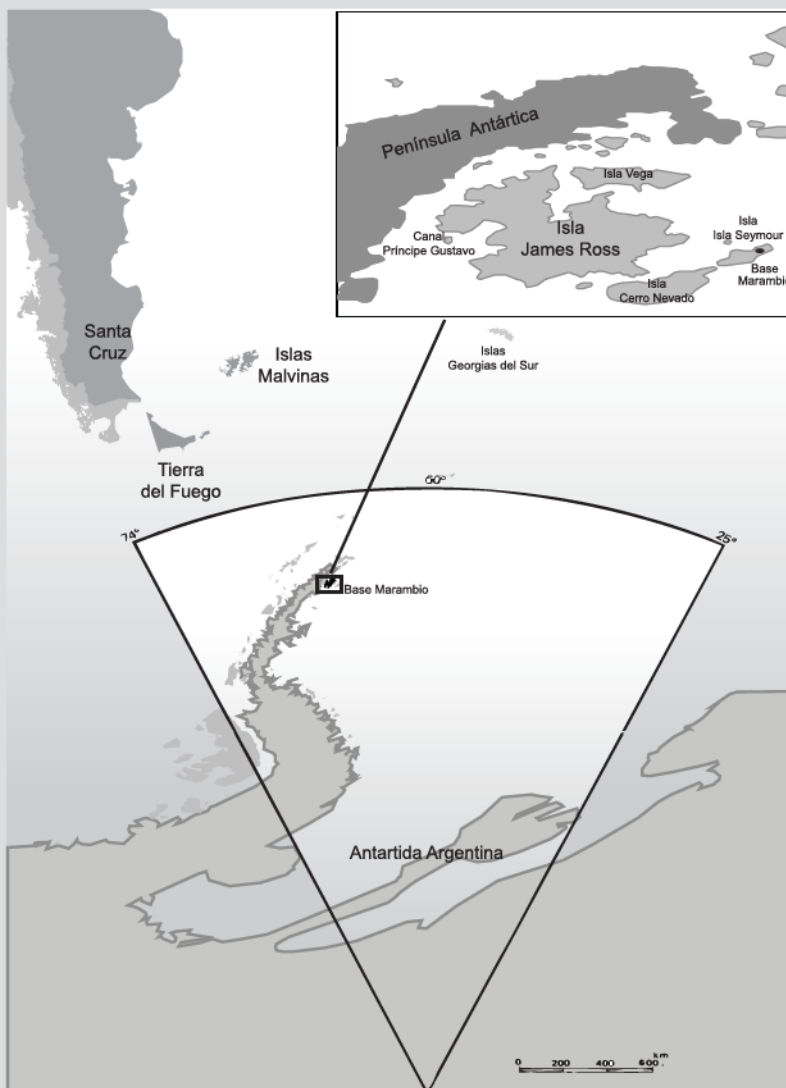 Península Antártica
Isla Vega
Isla
James Ross
Canal
Príncipe Gustavo
Isla
Isla Seymour
Base
Marambio
Isla
Cerro Nevado
Santa
Cruz
Islas
Malvinas
Islas
Georgias del Sur
Tierra
del Fuego
60°
74°
25°
Base Marambio
Antartida Argentina
km
0 200 400 600